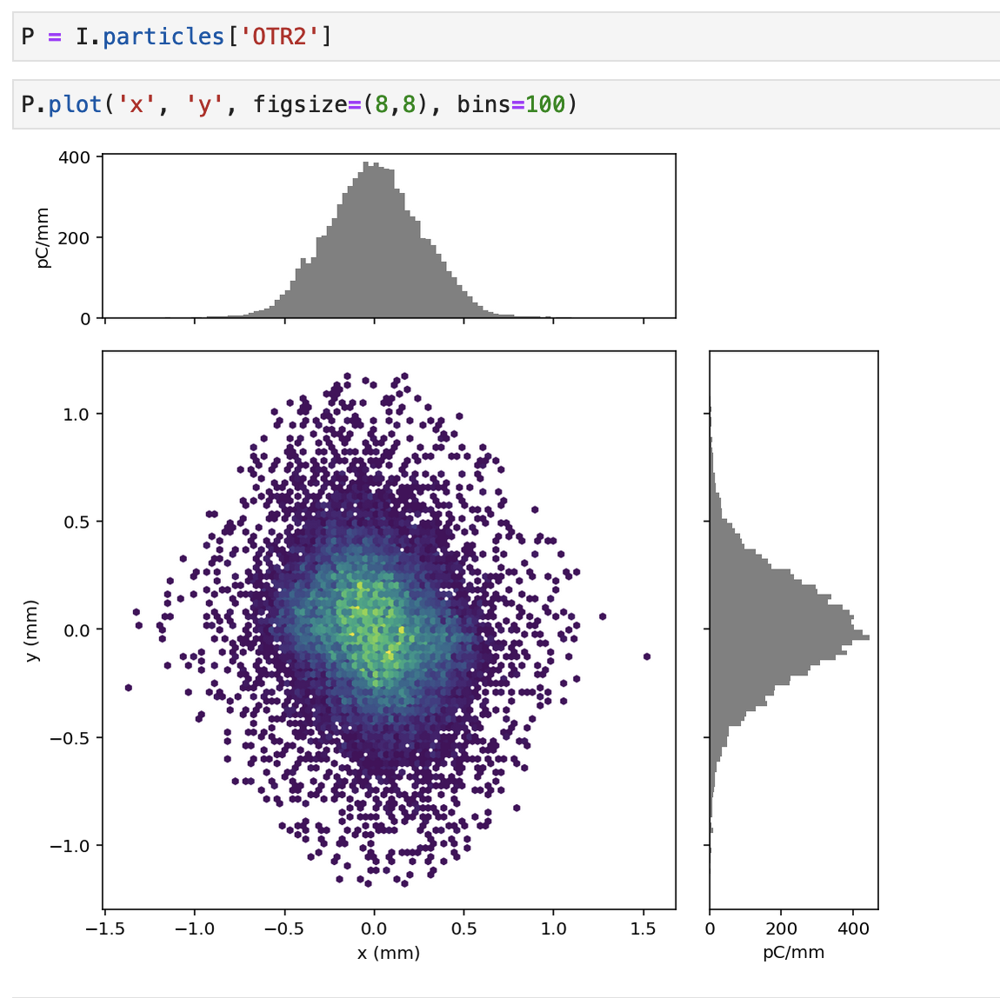 P = I.particles['OTR2']
P.plot('x', 'y', figsize=(8,8), bins=100)
400
200
0
pC/mm
1.0
0.5
0.0
−0.5
−1.0
y (mm)
−1.5 −1.0 −0.5 0.0 0.5 1.0 1.5
x (mm)
0 200 400
pC/mm